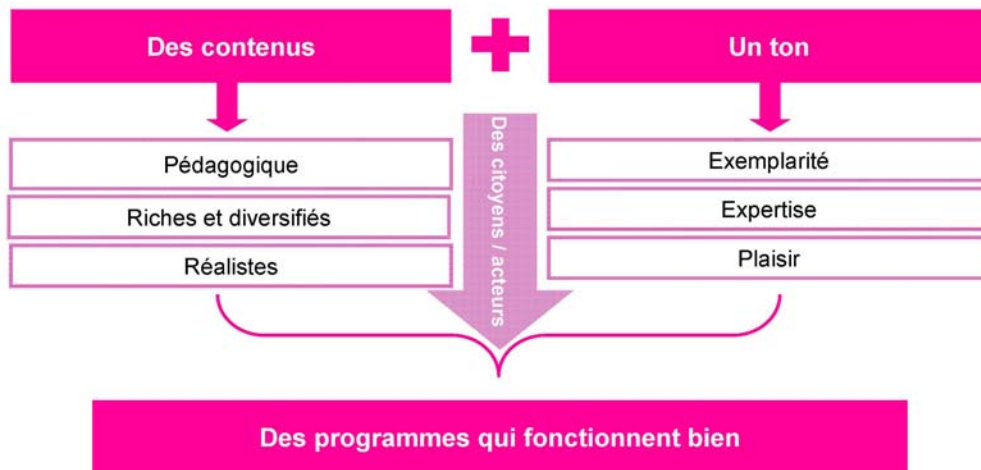 Des contenus
Un ton
Pédagogique
Riches et diversifiés
Réalistes
Des citoyens / acteurs
Exemplarité
Expertise
Plaisir
Des programmes qui fonctionnent bien